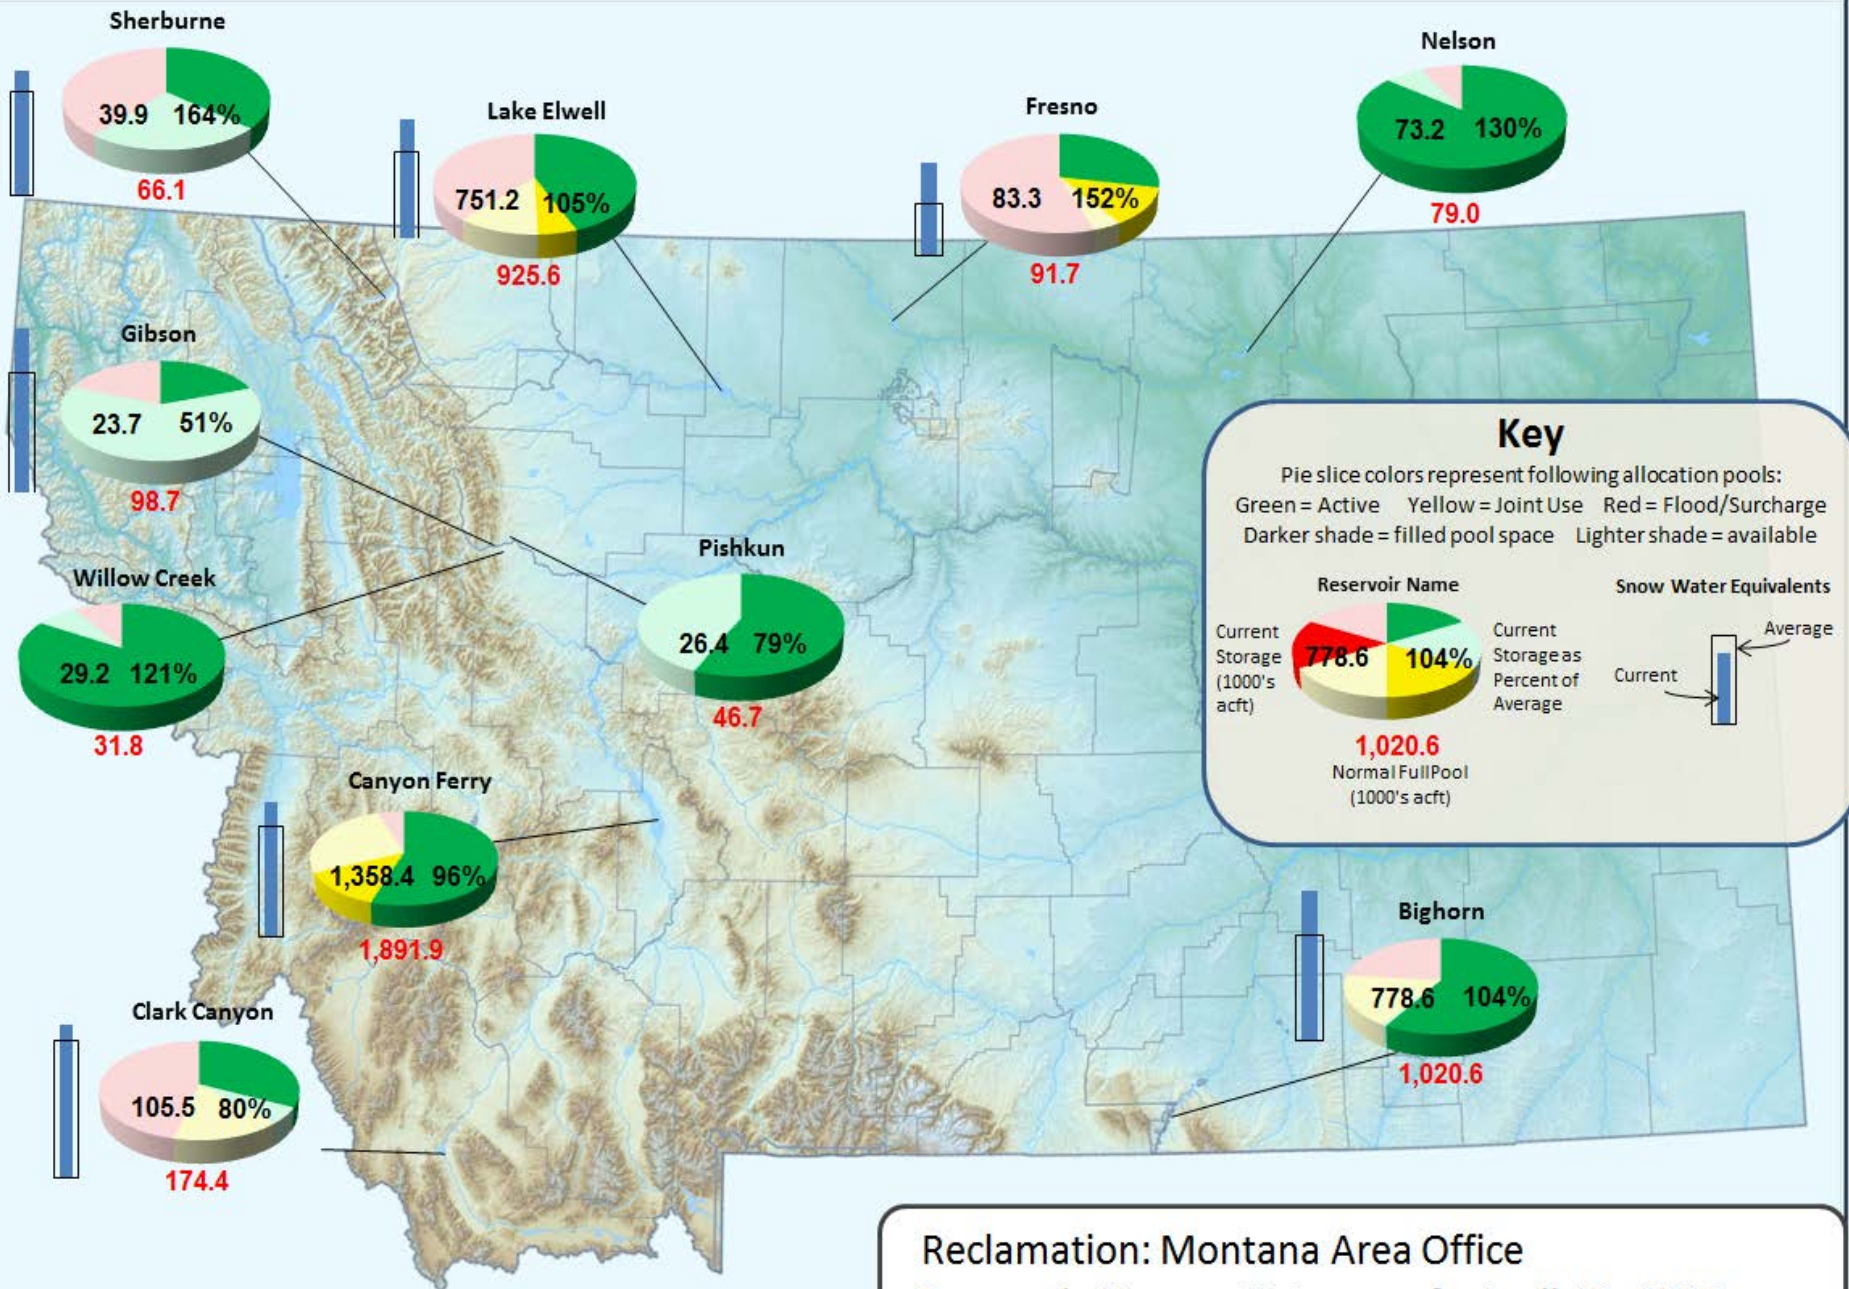 Sherburne
39.9 164%
66.1
Lake Elwell
751.2 105%
925.6
Fresno
83.3 152%
91.7
Nelson
73.2 130%
79.0
Gibson
23.7 51%
98.7
Willow Creek
29.2 121%
31.8
Pishkun
26.4 79%
46.7
Canyon Ferry
1,358.4 96%
1,891.9
Clark Canyon
105.5 80%
174.4
Bighorn
778.6 104%
1,020.6
Key
Pie slice colors represent following allocation pools:
Green = Active Yellow = Joint Use Red = Flood/Surcharge
Darker shade = filled pool space Lighter shade = available
Reservoir Name
Current
Storage
(1000's
acft)
778.6 104%
Current
Storage as
Percent of
Average
1,020.6
Normal Full Pool
(1000's acft)
Snow Water Equivalents
Average
Current
Reclamation: Montana Area Office